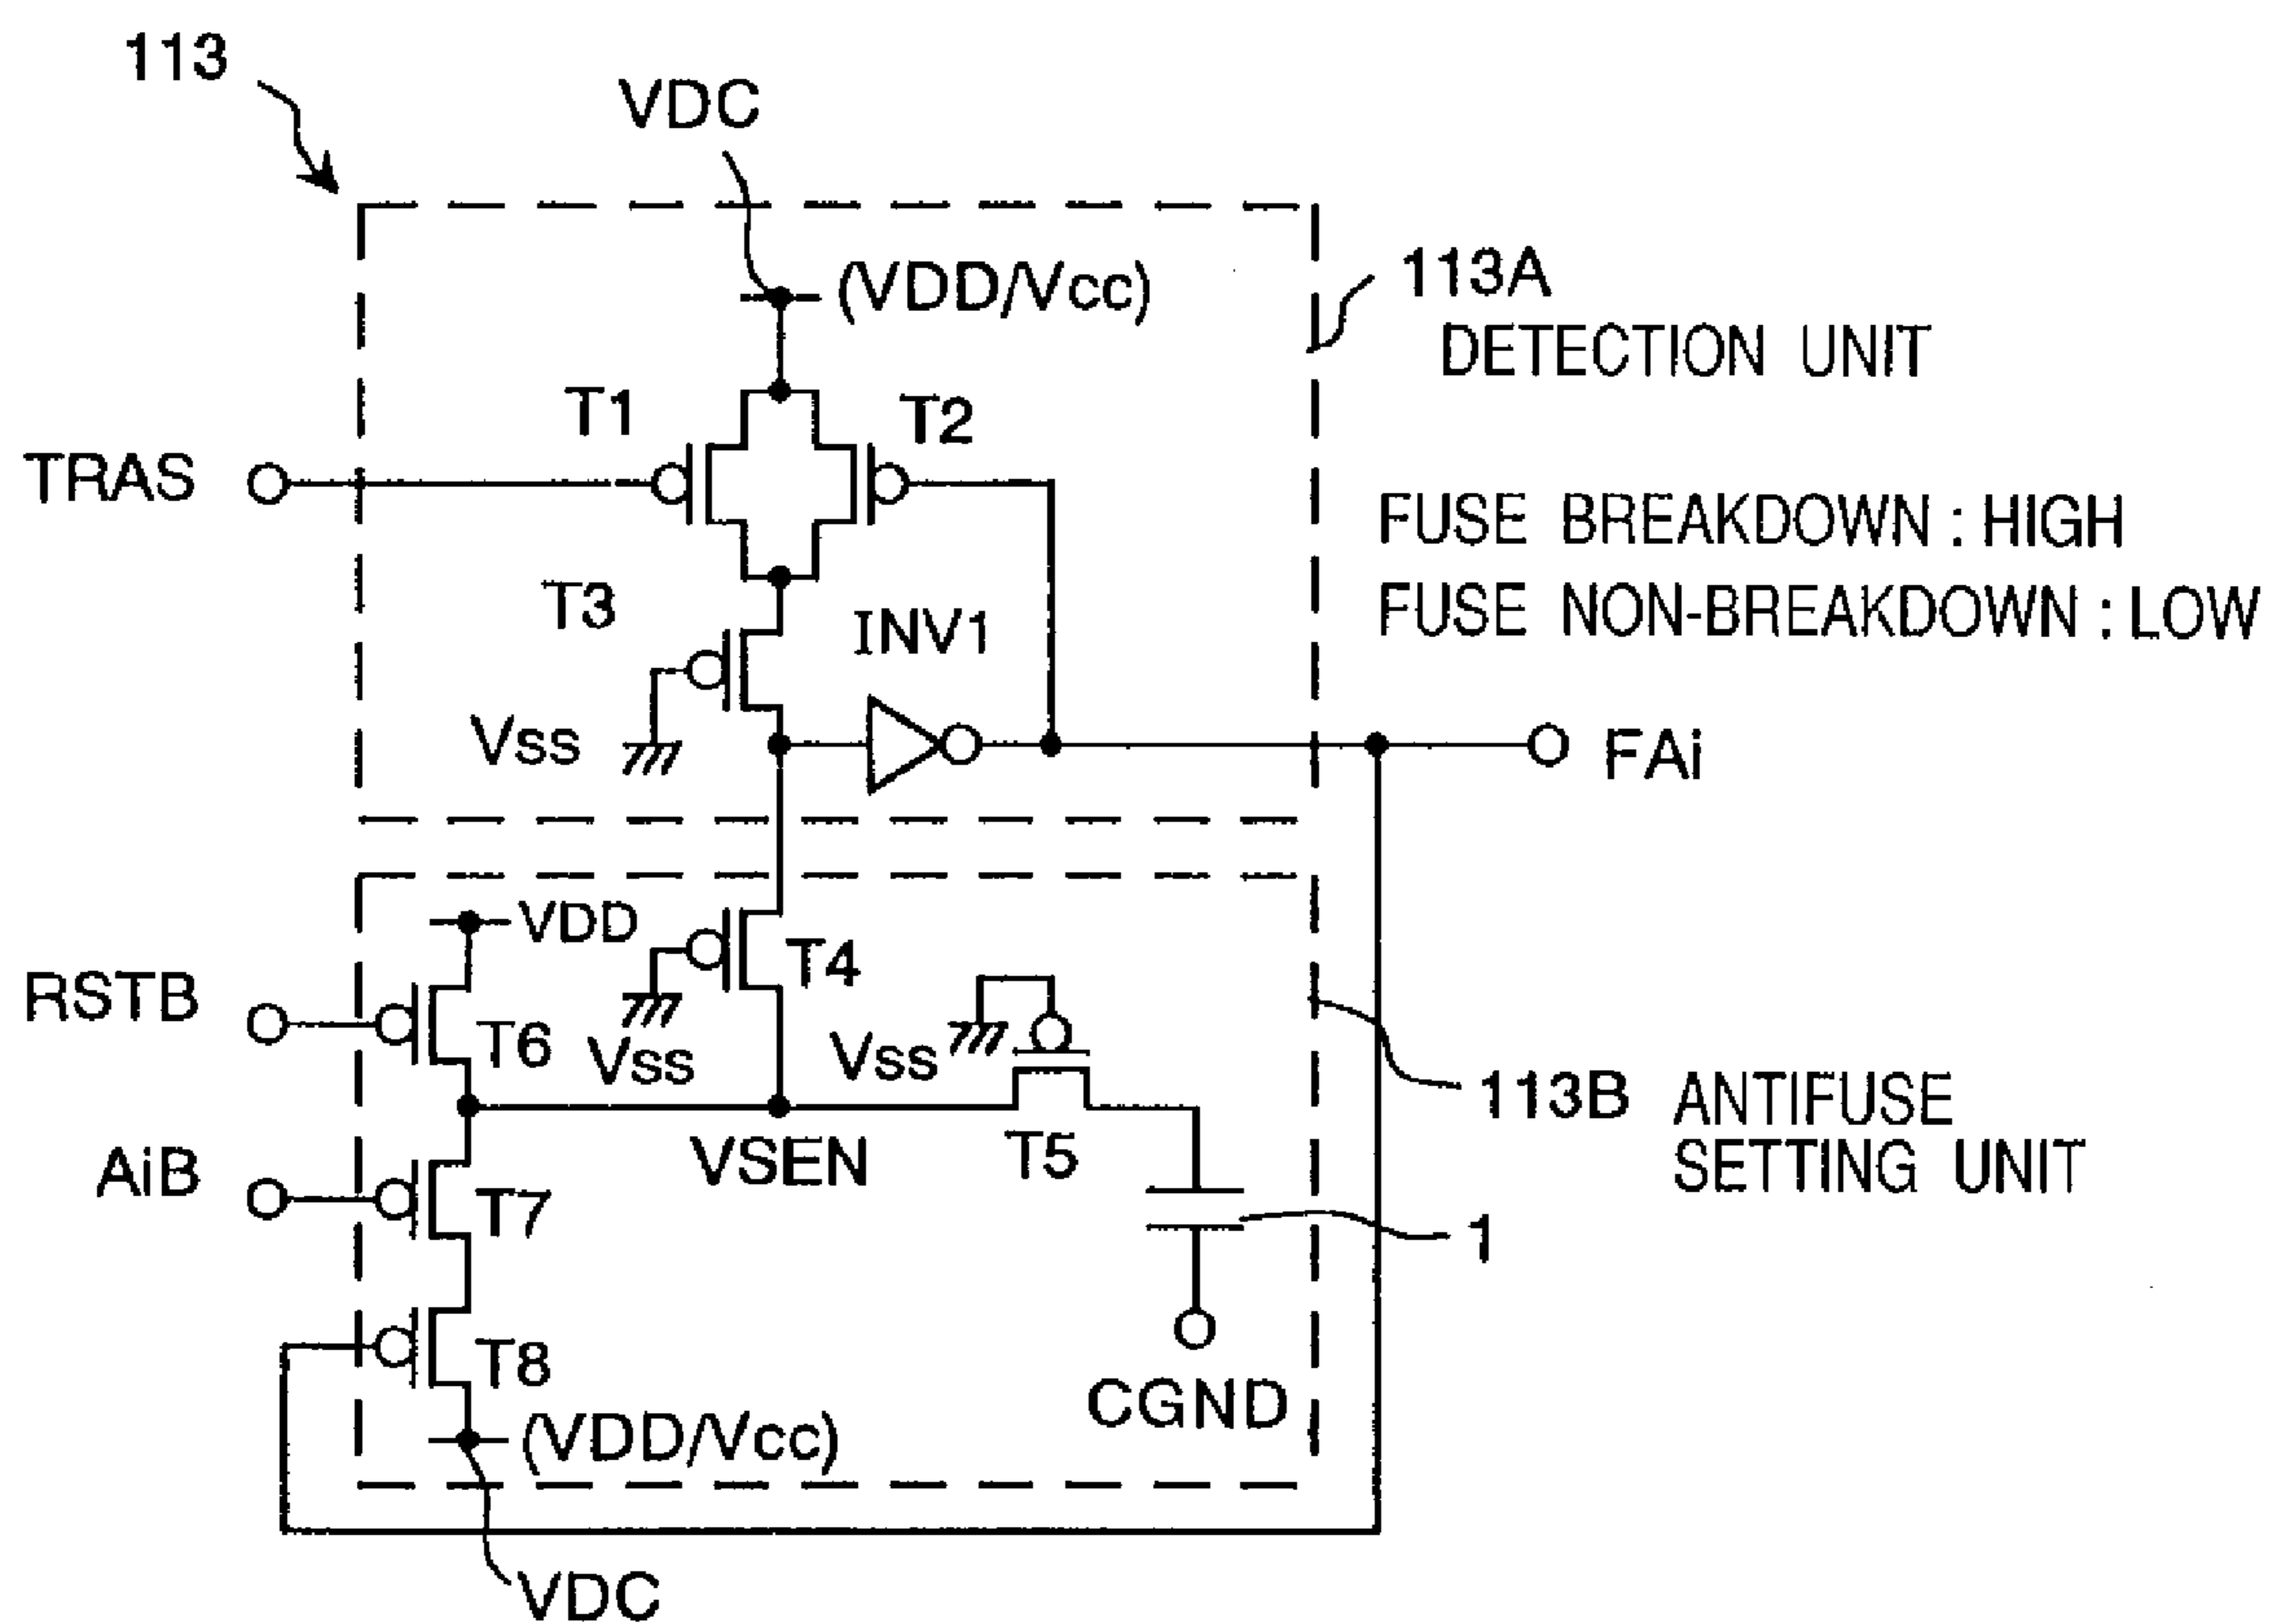 113
VDC
(VDD/Vcc)
113A
DETECTION UNIT
T1
T2
TRAS
FUSE BREAKDOWN : HIGH
FUSE NON-BREAKDOWN : LOW
T3
INV1
Vss
FAi
VDD
T4
RSTB
T6
Vss
Vss
113B ANTIFUSE
SETTING UNIT
AiB
T7
VSEN
T5
1
T8
CGND
(VDD/Vcc)
VDC